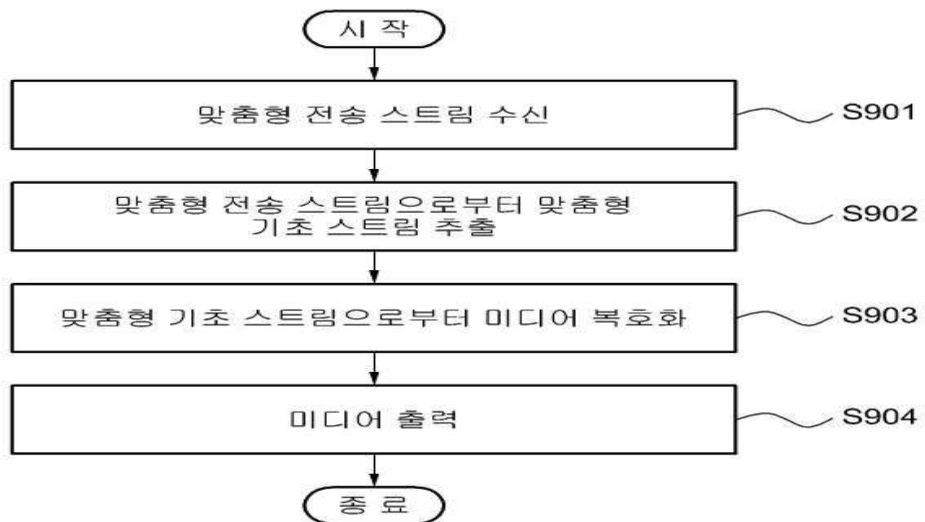 시 작
맞춤형 전송 스트림 수신
S901
맞춤형 전송 스트림으로부터 맞춤형
기초 스트림 추출
S902
맞춤형 기초 스트림으로부터 미디어 복호화
S903
미디어 출력
S904
종 료